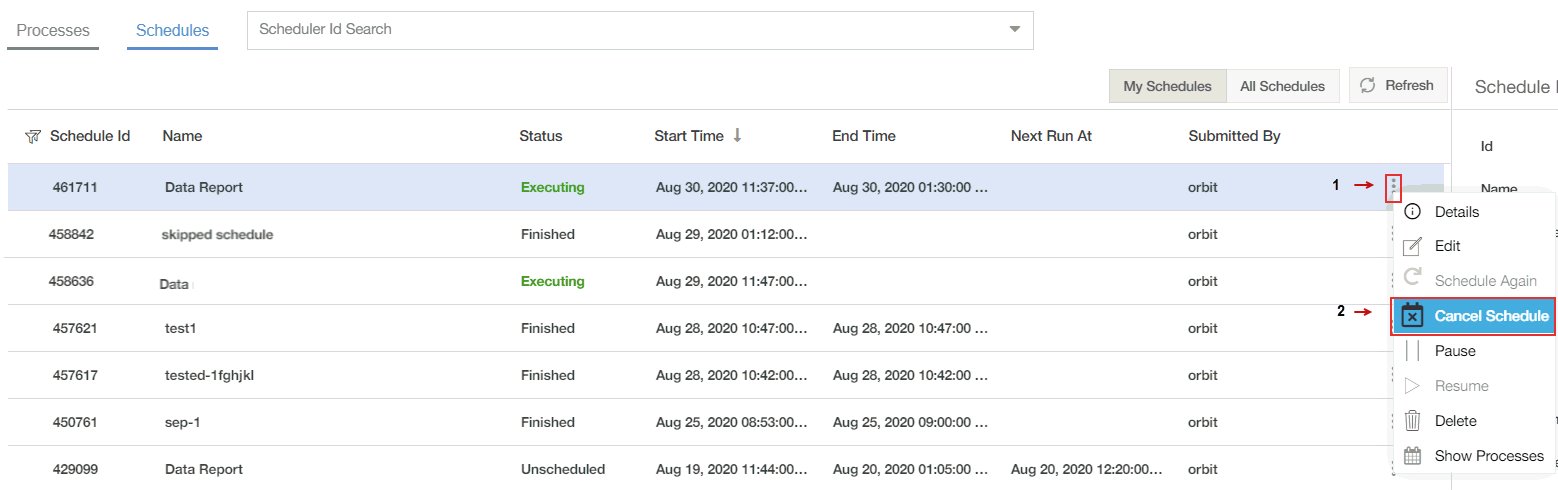 Processes Schedules Scheduler Id Search
My Schedules All Schedules Refresh Schedule
Schedule Id Name Status Start Time End Time Next Run At Submitted By
Id
461711 Data Report Executing Aug 30, 2020 11:37:00... Aug 30, 2020 01:30:00 ... orbit 1
Name
Details
458842 skipped schedule Finished Aug 29, 2020 01:12:00... orbit
Edit
458636 Data Executing Aug 29, 2020 11:47:00... orbit
Schedule Again
2 Cancel Schedule
457621 test1 Finished Aug 28, 2020 10:47:00... Aug 28, 2020 10:47:00 ... orbit
Pause
457617 tested-1fghjkl Finished Aug 28, 2020 10:42:00... Aug 28, 2020 10:42:00 ... orbit
Resume
450761 sep-1 Finished Aug 25, 2020 08:53:00... Aug 25, 2020 09:00:00 ... orbit
Delete
Show Processes
429099 Data Report Unscheduled Aug 19, 2020 11:44:00... Aug 20, 2020 01:05:00 ... Aug 20, 2020 12:20:00... orbit